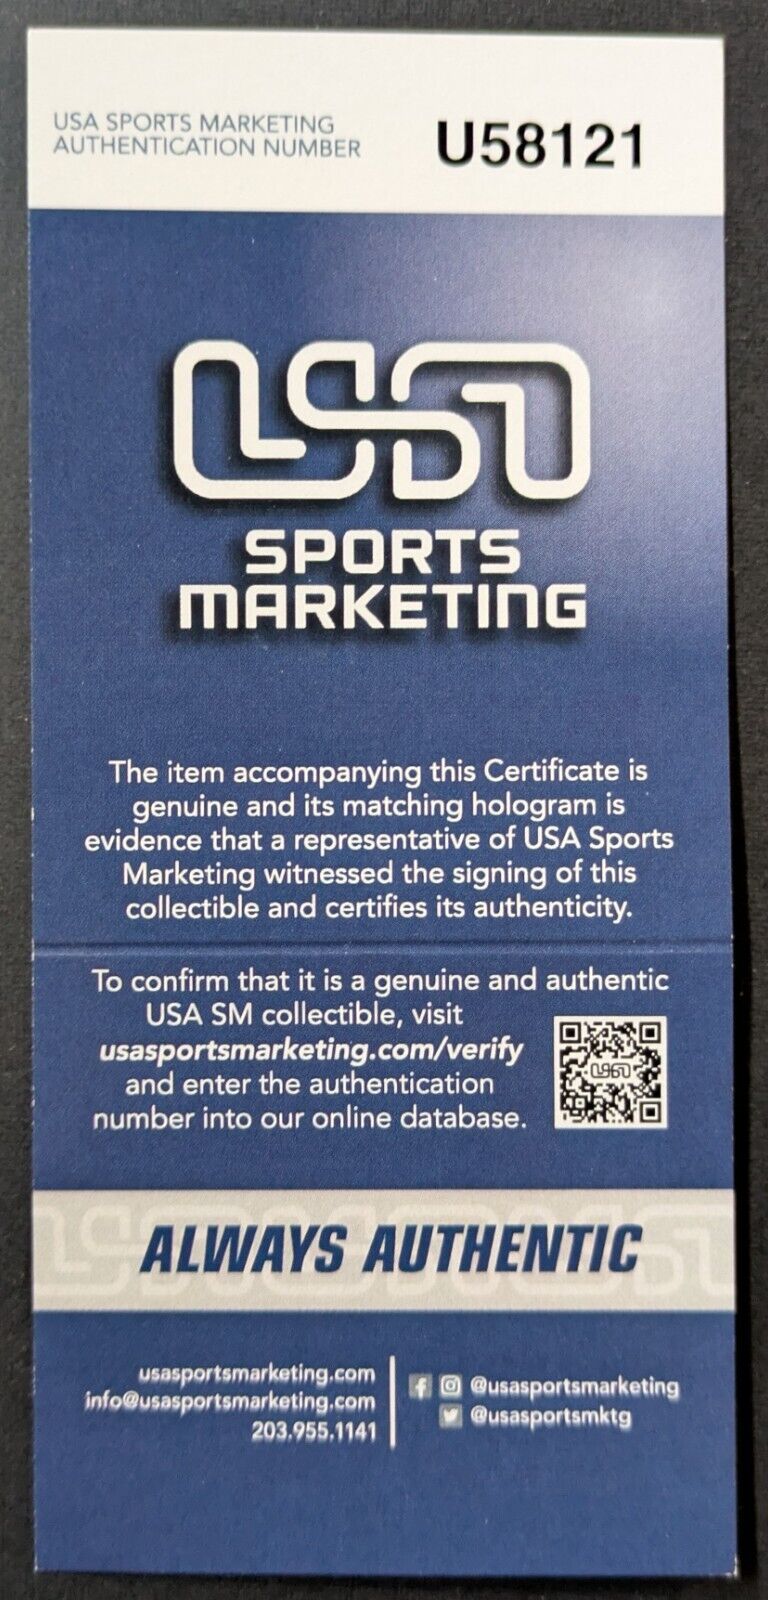 USA SPORTS MARKETING
AUTHENTICATION NUMBER
U58121
USA
SPORTS
MARKETING
The item accompanying this Certificate is
genuine and its matching hologram is
evidence that a representative of USA Sports
Marketing witnessed the signing of this
collectible and certifies its authenticity.
To confirm that it is a genuine and authentic
USA SM collectible, visit
usasportsmarketing.com/verify
and enter the authentication
number into our online database.
USA
ALWAYS AUTHENTIC
usasportsmarketing.com
info@usasportsmarketing.com
203.955.1141
@usasportsmarketing
@usasportsmktg